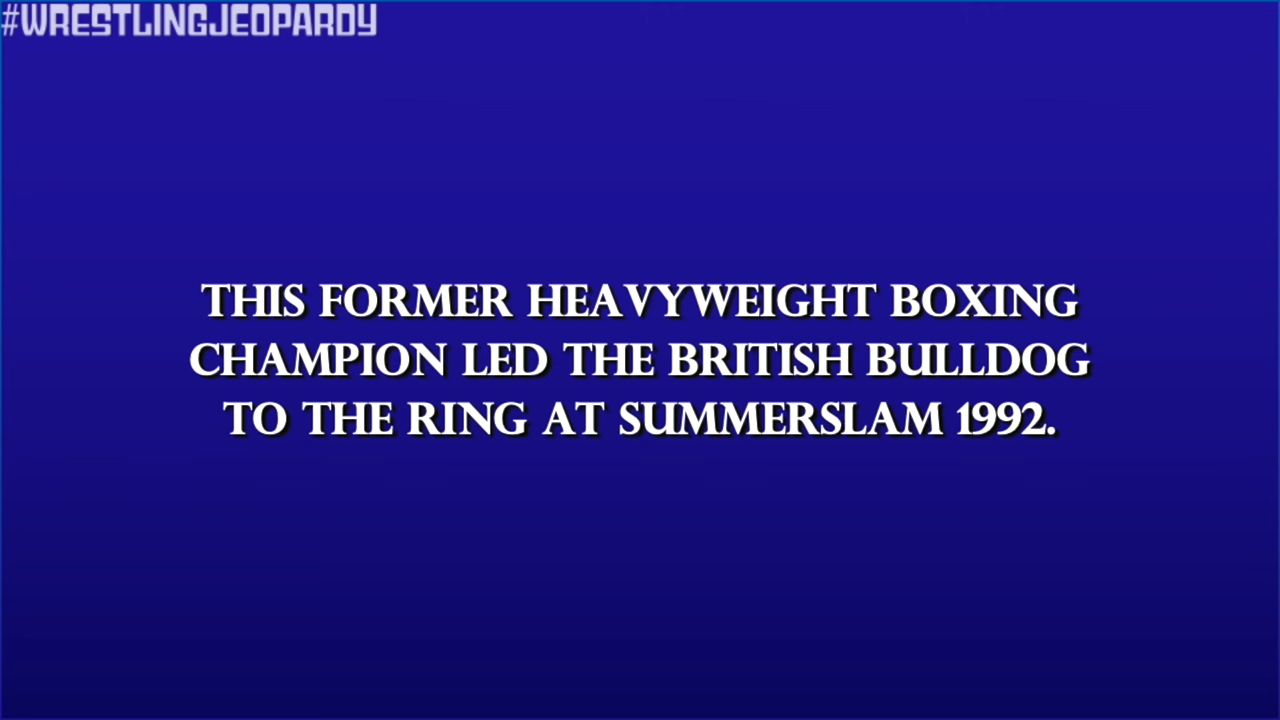 #WRESTLINGJEOPARDY
THIS FORMER HEAVYWEIGHT BOXING
CHAMPION LED THE BRITISH BULLDOG
TO THE RING AT SUMMERSLAM 1992.